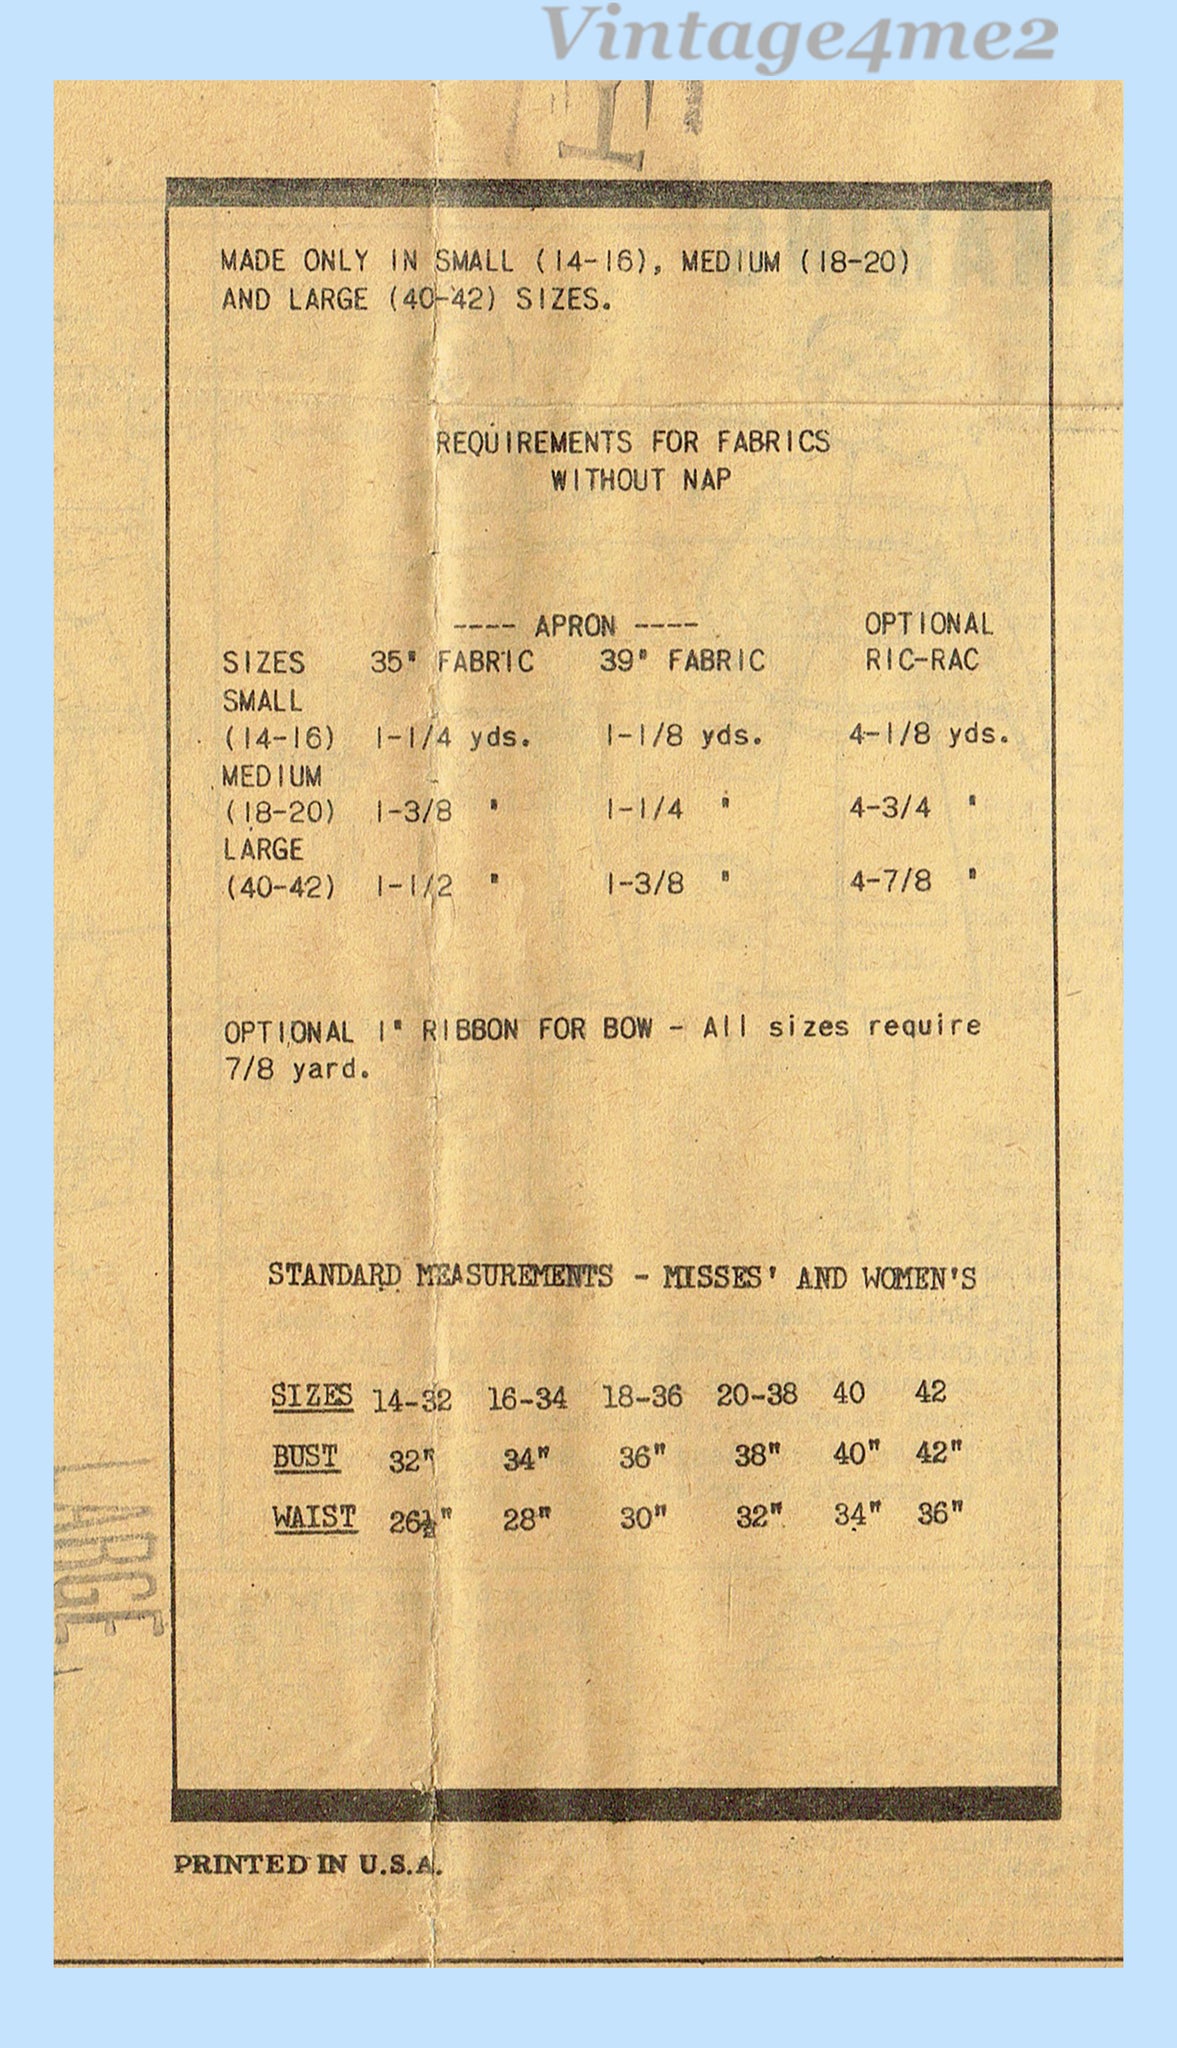 Vintage4me2
MADE ONLY IN SMALL (14-16), MEDIUM (18-20)
AND LARGE (40-42) SIZES.
REQUIREMENTS FOR FABRICS
WITHOUT NAP
---- APRON ---- OPTIONAL
SIZES 35" FABRIC 39" FABRIC RIC-RAC
SMALL
(14-16) 1-1/4 yds. 1-1/8 yds. 4-1/8 yds.
MEDIUM
(18-20) 1-3/8 " 1-1/4 " 4-3/4 "
LARGE
(40-42) 1-1/2 " 1-3/8 " 4-7/8 "
OPTIONAL 1" RIBBON FOR BOW - All sizes require
7/8 yard.
STANDARD MEASUREMENTS - MISSES' AND WOMEN'S
SIZES 14-32 16-34 18-36 20-38 40 42
BUST 32" 34" 36" 38" 40" 42"
WAIST 26½" 28" 30" 32" 34" 36"
LARGE
PRINTED IN U.S.A.